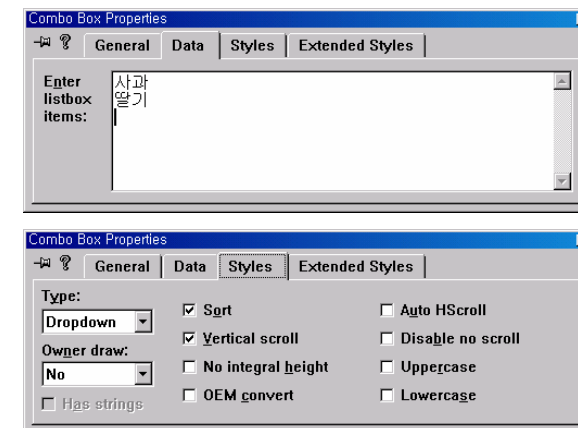 Combo Box Properties
General Data Styles Extended Styles
Enter listbox items:
사과
딸기
Combo Box Properties
General Data Styles Extended Styles
Type:
Dropdown
Owner draw:
No
Has strings
Sort
Vertical scroll
No integral height
OEM convert
Auto HScroll
Disable no scroll
Uppercase
Lowercase